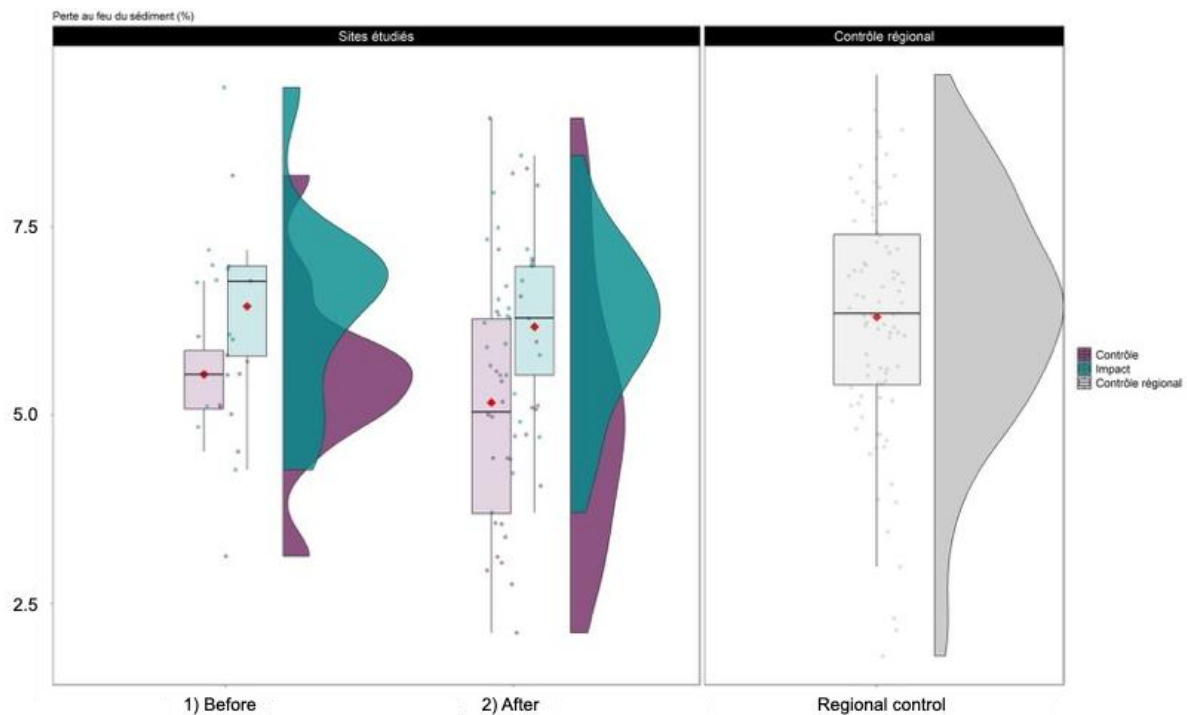 Perte au feu du sédiment (%)
Sites étudiés
Contrôle régional
7.5
5.0
2.5
Contrôle
Impact
Contrôle régional
1) Before
2) After
Regional control